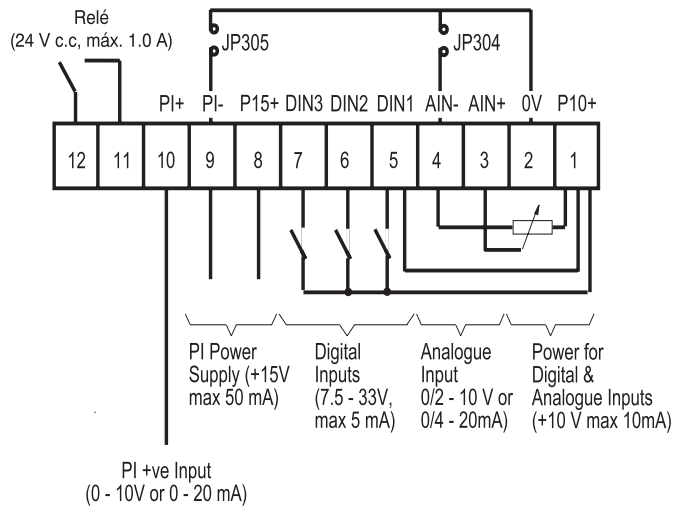 Relé
(24 V c.c, máx. 1.0 A)
JP305
JP304
PI+ PI- P15+ DIN3 DIN2 DIN1 AIN- AIN+ 0V P10+
12 11 10 9 8 7 6 5 4 3 2 1
PI Power
Supply (+15V
max 50 mA)
Digital
Inputs
(7.5 - 33V,
max 5 mA)
Analogue
Input
0/2 - 10 V or
0/4 - 20mA)
Power for
Digital &
Analogue Inputs
(+10 V max 10mA)
PI +ve Input
(0 - 10V or 0 - 20 mA)